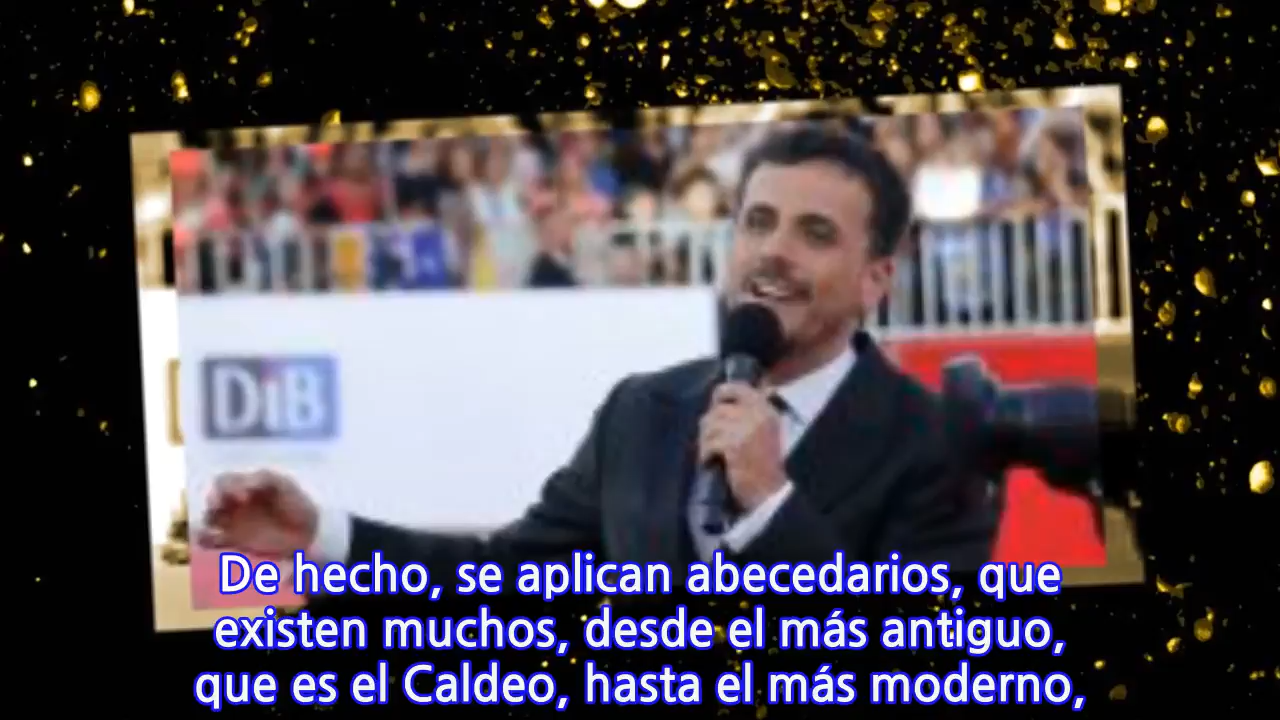 DiB
De hecho, se aplican abecedarios, que
existen muchos, desde el más antiguo,
que es el Caldeo, hasta el más moderno,